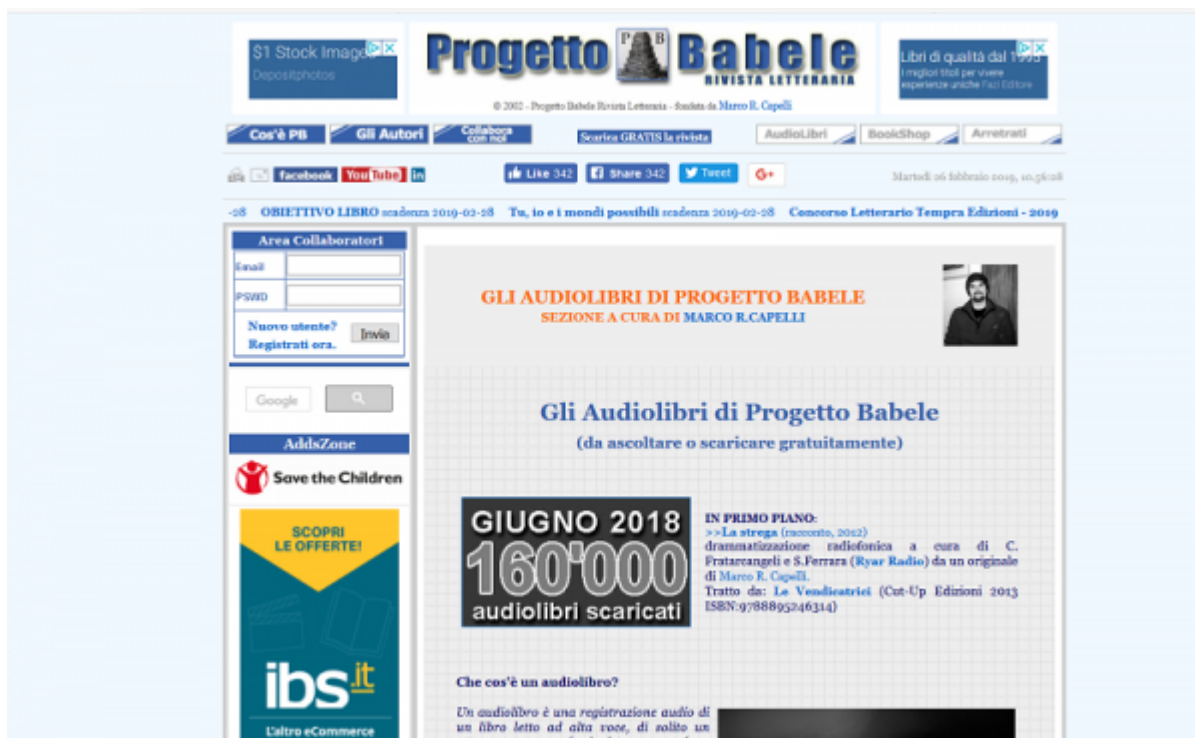 $1 Stock Images
Depositphotos
Progetto Babele
RIVISTA LETTERARIA
© 2002 - Progetto Babele Rivista Letteraria - fondata da Marco R. Capelli
Libri di qualità dal 1995
I migliori titoli per vivere
esperienze uniche Fazi Editore
Cos'è PB
Gli Autori
Collabora con noi
Scarica GRATIS la rivista
AudioLibri
BookShop
Arretrati
facebook
YouTube
in
Like 342
Share 342
Tweet
G+
Martedì 26 febbraio 2019, 10.56:28
-28 OBIETTIVO LIBRO scadenza 2019-02-28 Tu, io e i mondi possibili scadenza 2019-02-28 Concorso Letterario Tempra Edizioni - 2019
Area Collaboratori
Email
PSWD
Nuovo utente?
Registrati ora.
Invia
Google
AddsZone
Save the Children
SCOPRI
LE OFFERTE!
ibs.it
L'altro eCommerce
GLI AUDIOLIBRI DI PROGETTO BABELE
SEZIONE A CURA DI MARCO R.CAPELLI
Gli Audiolibri di Progetto Babele
(da ascoltare o scaricare gratuitamente)
GIUGNO 2018
160'000
audiolibri scaricati
IN PRIMO PIANO:
>>La strega (racconto, 2012)
drammatizzazione radiofonica a cura di C.
Fratarcangeli e S.Ferrara (Ryar Radio) da un originale
di Marco R. Capelli.
Tratto da: Le Vendicatrici (Cut-Up Edizioni 2013
ISBN:9788895246314)
Che cos'è un audiolibro?
Un audiolibro è una registrazione audio di
un libro letto ad alta voce, di solito un